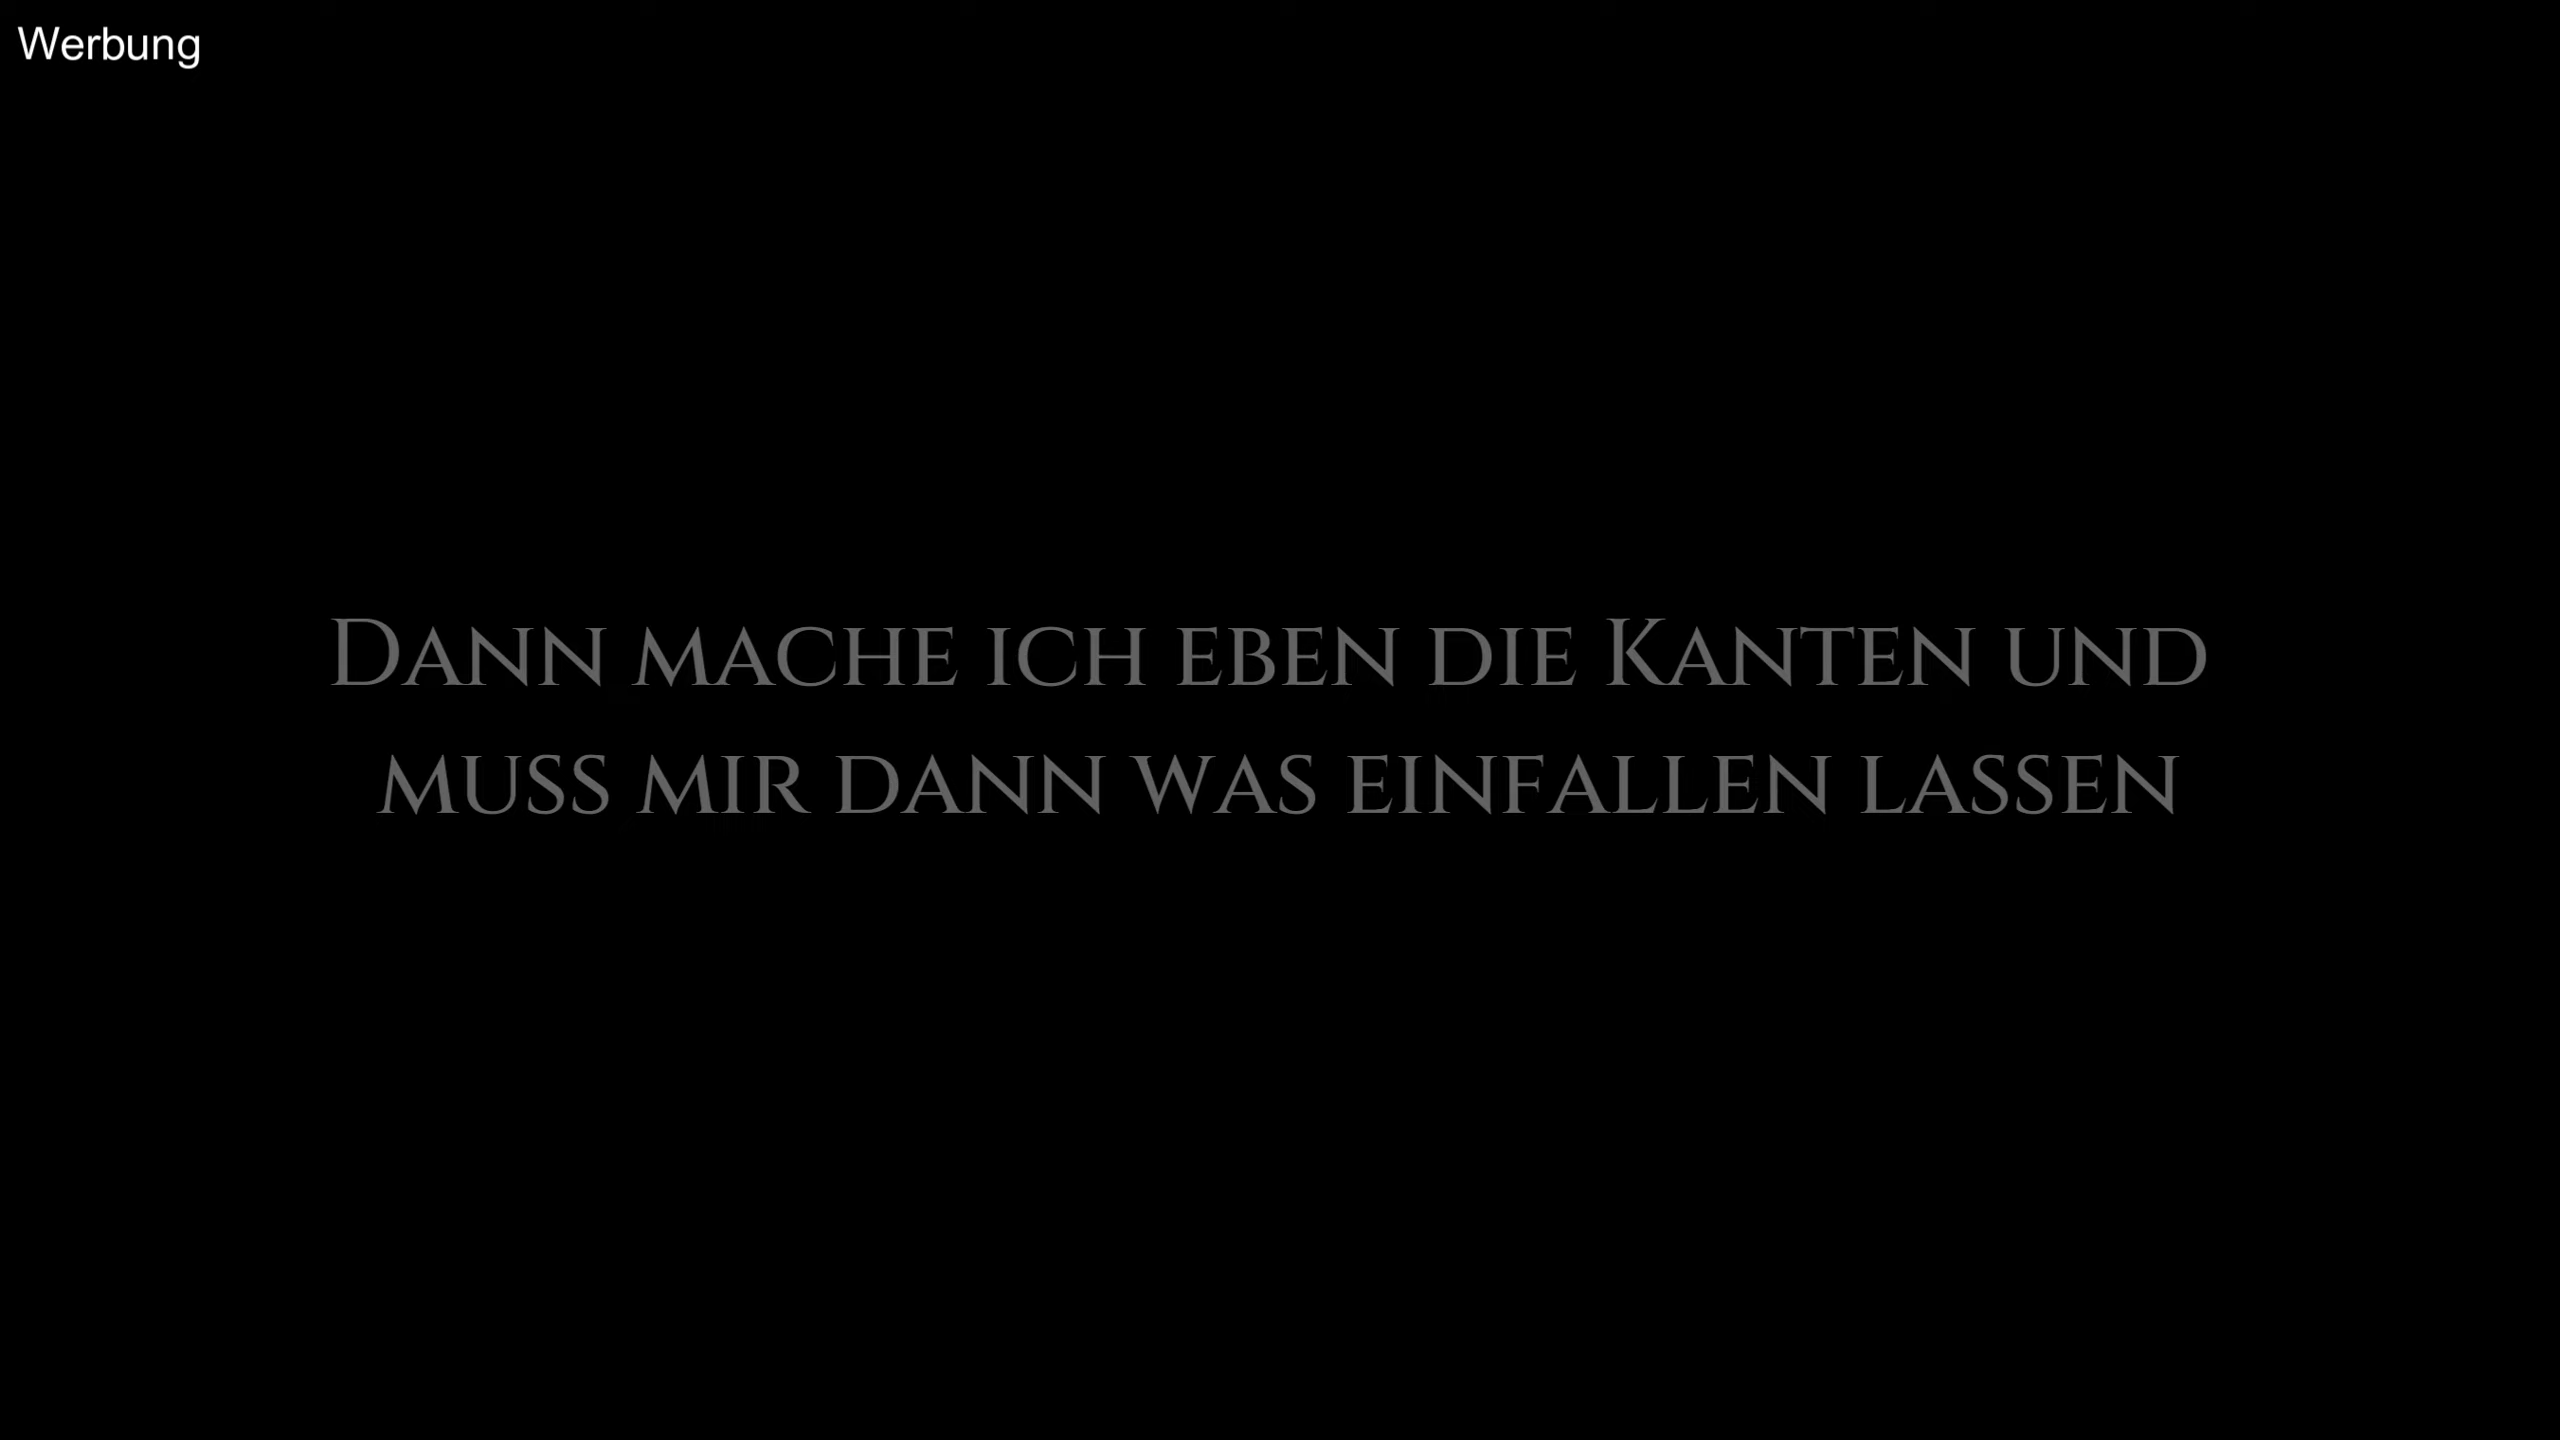 Werbung
Dann mache ich eben die Kanten und
muss mir dann was einfallen lassen